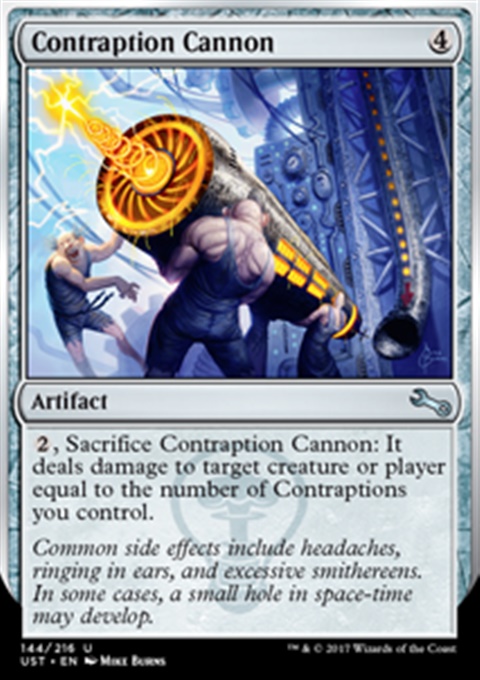 Contraption Cannon 4
Artifact
2, Sacrifice Contraption Cannon: It
deals damage to target creature or player
equal to the number of Contraptions
you control.
Common side effects include headaches,
ringing in ears, and excessive smithereens.
In some cases, a small hole in space-time
may develop.
144/216 U
UST • EN Mike Burns
™ & © 2017 Wizards of the Coast